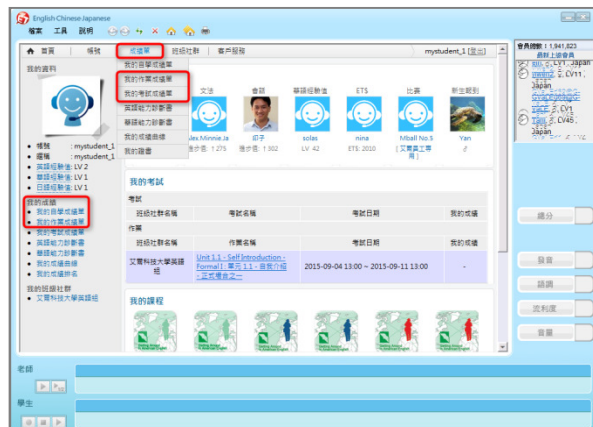 English Chinese Japanese
檔案 工具 說明
首頁 帳號 成績單 班級社群 客戶服務 mystudent_1 [登出]
會員總數 : 1,941,823
最新上線會員
我的資料
我的自學成績單
我的作業成績單
我的考試成績單
英語能力診斷書
華語能力診斷書
我的成績曲線
我的證書
文法 會話 華語經驗值 ETS 比賽 新生報到
Alex Minnie Ja 邱子 solas nina Mball No.5 Yan
進步值: ↑275 進步值: ↑302 LV 42 ETS: 2010 [艾爾員工專用]
LV1, Japan
CV11, Japan
CV45, Japan
帳號 : mystudent_1
暱稱 : mystudent_1
英語經驗值: LV 2
華語經驗值: LV 1
日語經驗值: LV 1
我的成績
我的自學成績單
我的作業成績單
我的考試成績單
英語能力診斷書
華語能力診斷書
我的成績曲線
我的成績排名
我的班級社群
艾爾科技大學英語組
我的考試
考試
班級社群名稱 考試名稱 考試日期 我的成績
作業
班級社群名稱 作業名稱 考試日期 我的成績
艾爾科技大學英語組
Unit 1.1 - Self Introduction - Formal 1: 單元 1.1 - 自我介紹 - 正式場合之一
2015-09-04 13:00 ~ 2015-09-11 13:00 -
我的課程
總分
發音
語調
流利度
音量
老師
學生